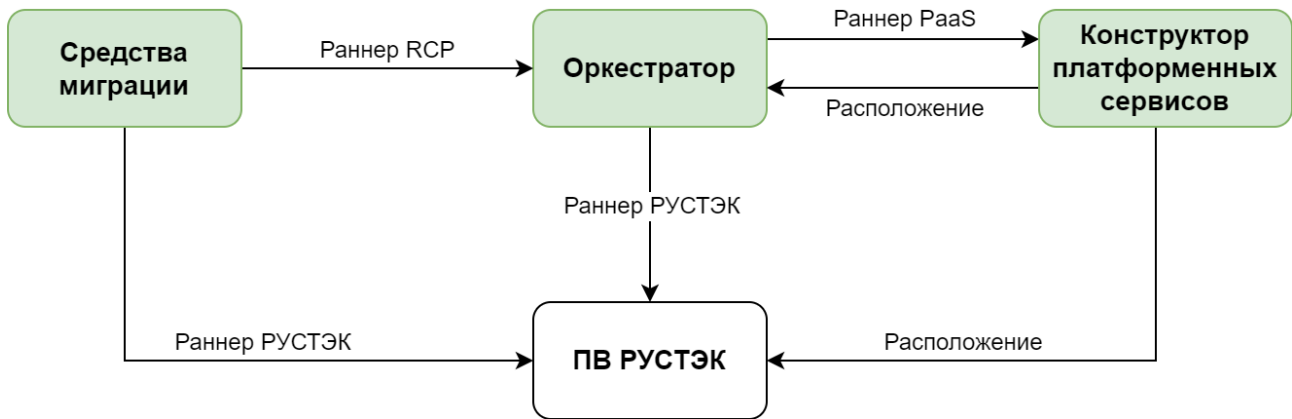 Раннер PaaS
Средства
миграции
Раннер RCP
Оркестратор
Конструктор
платформенных
сервисов
Расположение
Раннер РУСТЭК
Раннер РУСТЭК
ПВ РУСТЭК
Расположение